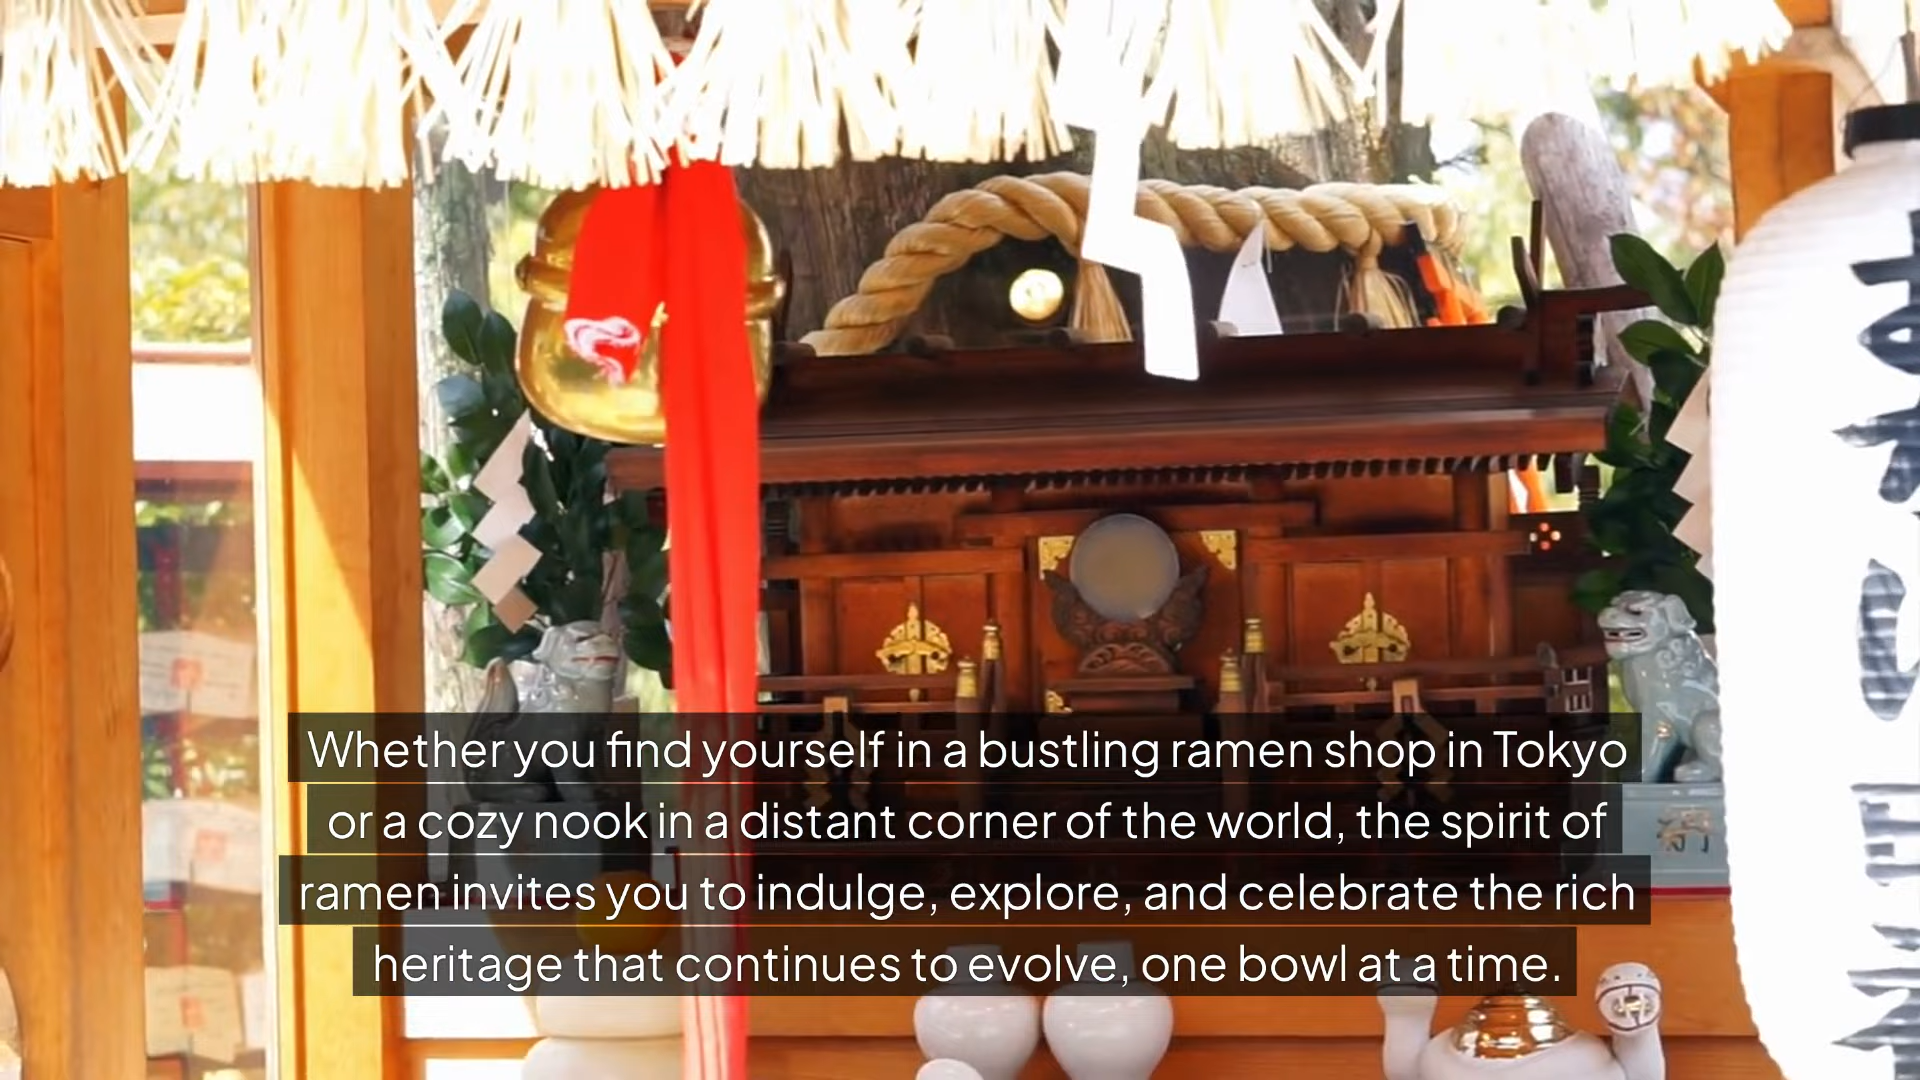 Whether you find yourself in a bustling ramen shop in Tokyo
or a cozy nook in a distant corner of the world, the spirit of
ramen invites you to indulge, explore, and celebrate the rich
heritage that continues to evolve, one bowl at a time.